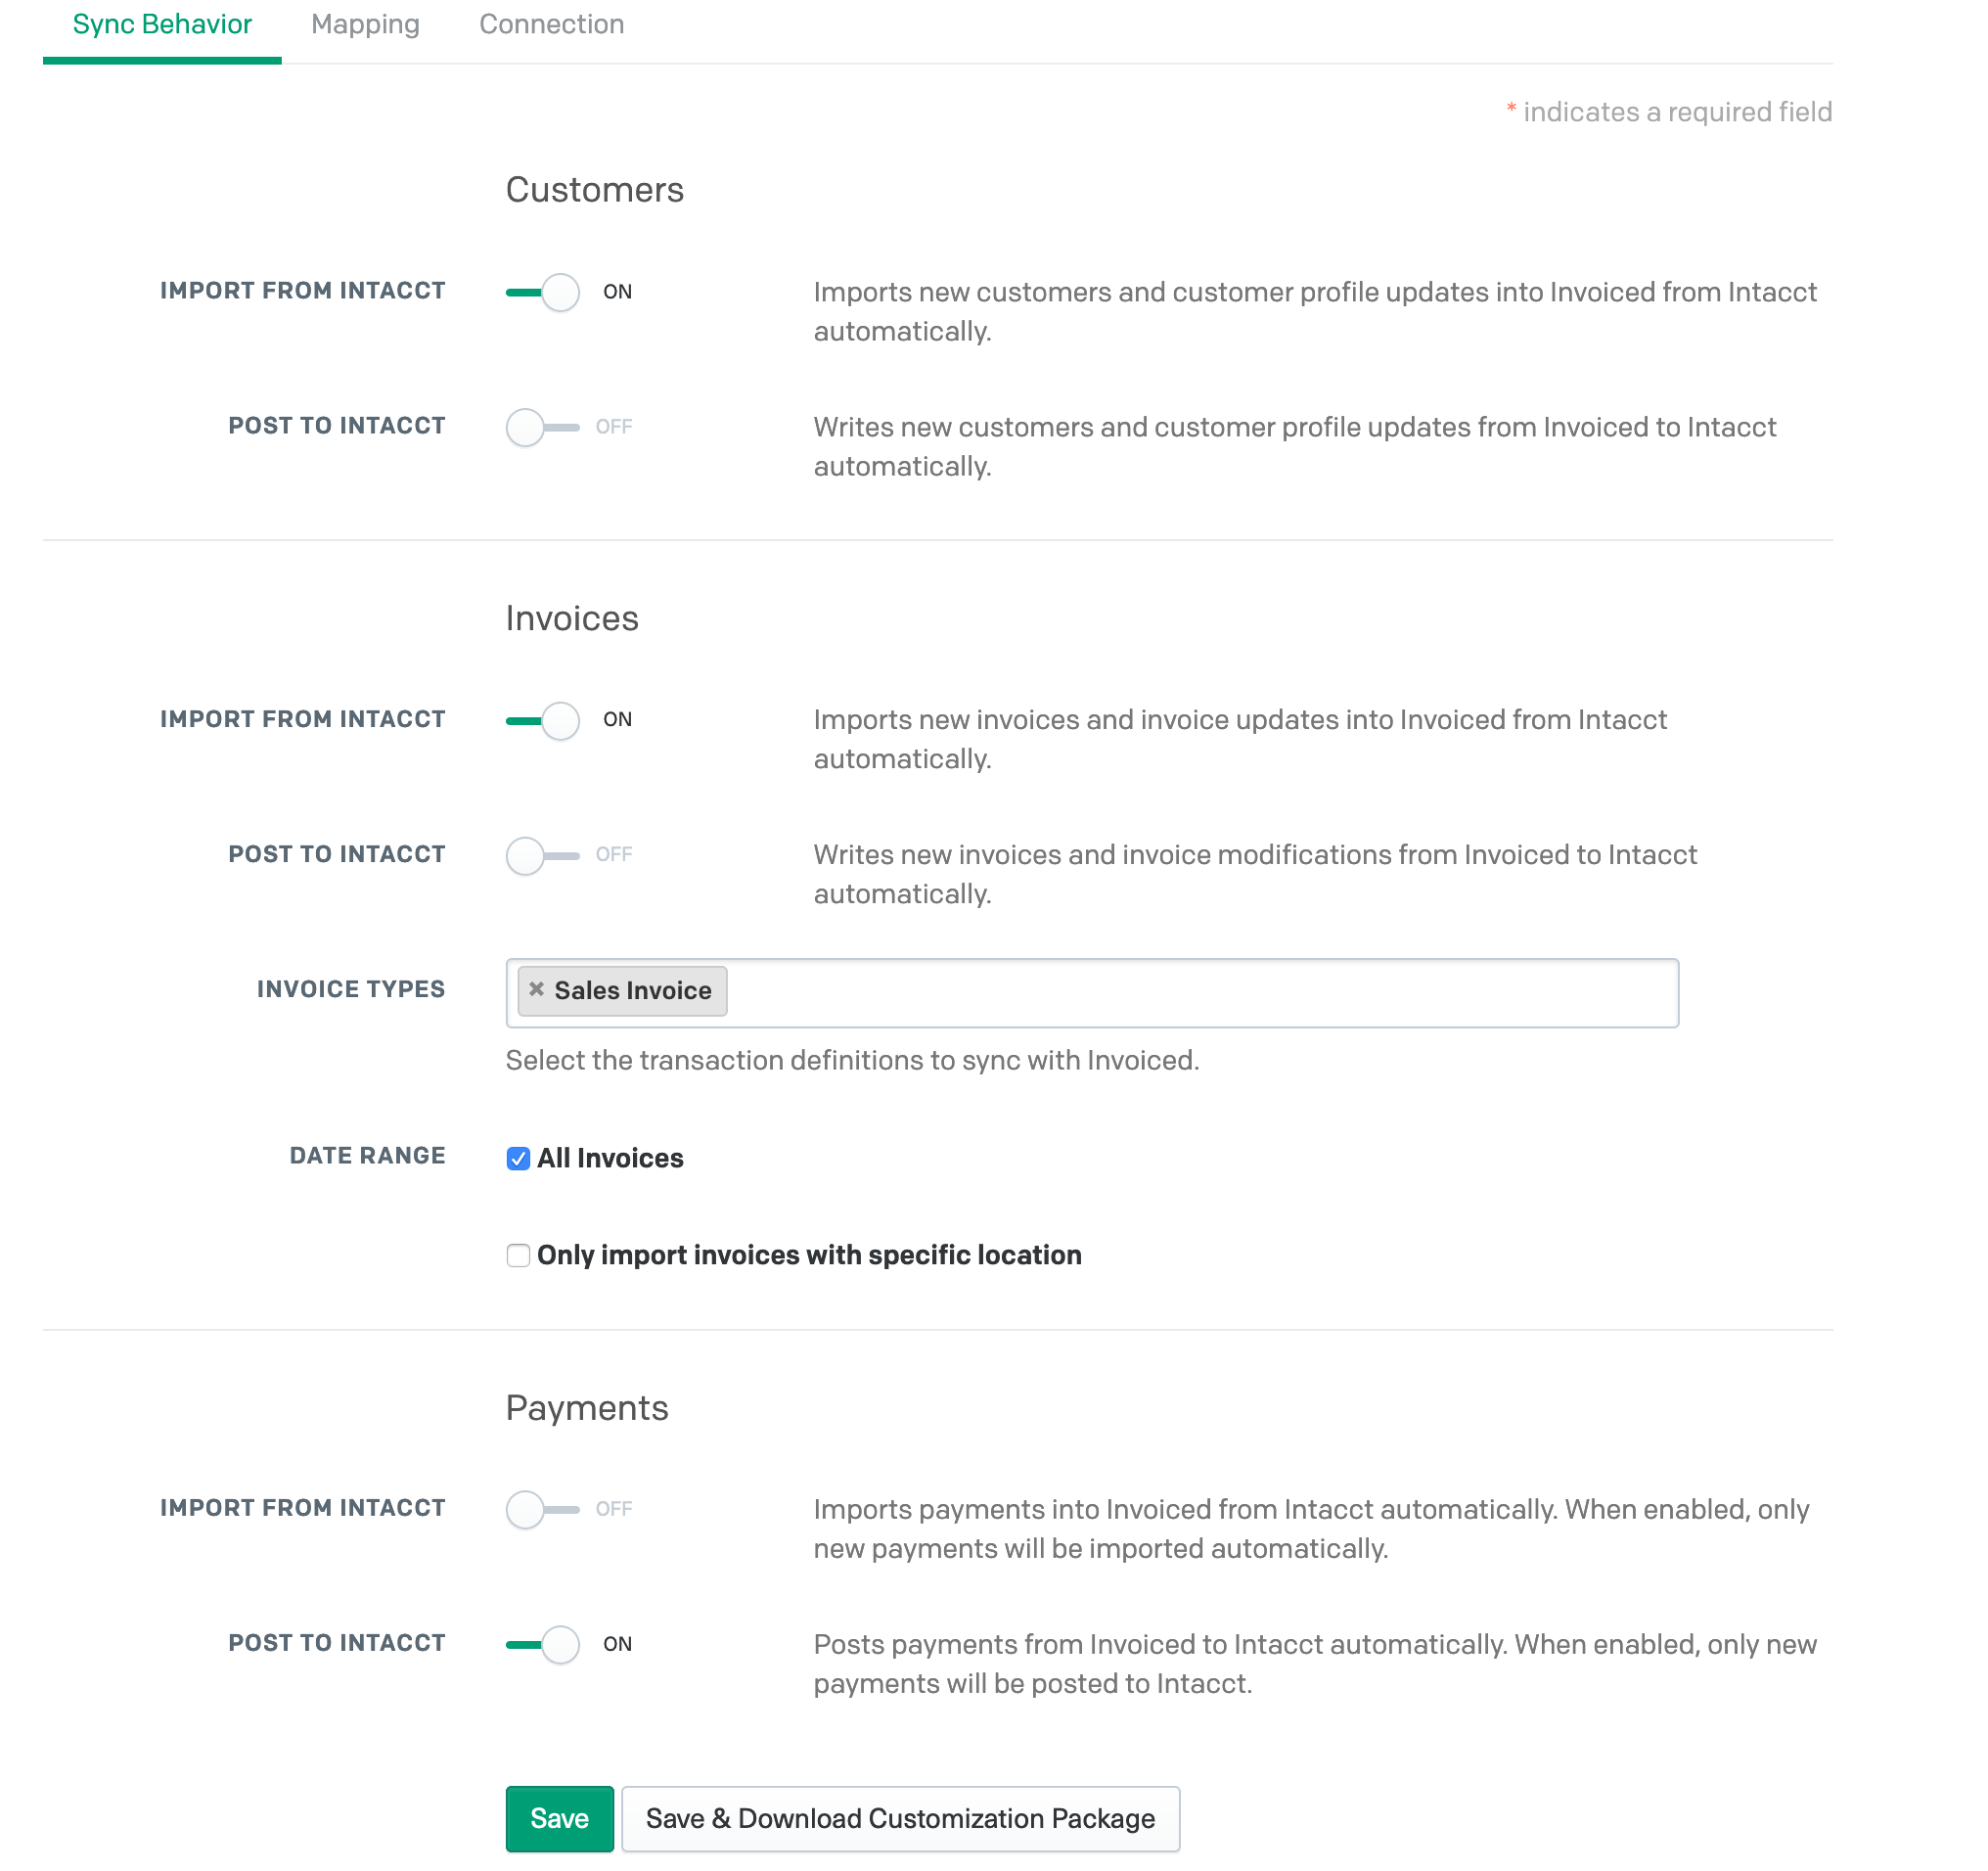 Sync Behavior Mapping Connection
* indicates a required field
Customers
IMPORT FROM INTACCT ON Imports new customers and customer profile updates into Invoiced from Intacct
automatically.
POST TO INTACCT OFF Writes new customers and customer profile updates from Invoiced to Intacct
automatically.
Invoices
IMPORT FROM INTACCT ON Imports new invoices and invoice updates into Invoiced from Intacct
automatically.
POST TO INTACCT OFF Writes new invoices and invoice modifications from Invoiced to Intacct
automatically.
INVOICE TYPES × Sales Invoice
Select the transaction definitions to sync with Invoiced.
DATE RANGE All Invoices
Only import invoices with specific location
Payments
IMPORT FROM INTACCT OFF Imports payments into Invoiced from Intacct automatically. When enabled, only
new payments will be imported automatically.
POST TO INTACCT ON Posts payments from Invoiced to Intacct automatically. When enabled, only new
payments will be posted to Intacct.
Save Save & Download Customization Package